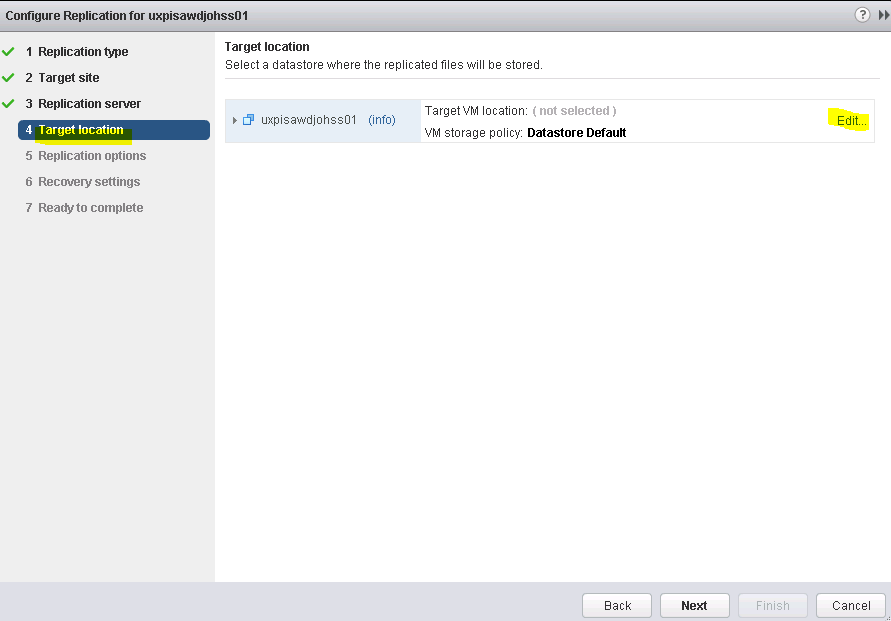 Configure Replication for uxpisawdjohss01
?
1 Replication type
2 Target site
3 Replication server
4 Target location
5 Replication options
6 Recovery settings
7 Ready to complete
Target location
Select a datastore where the replicated files will be stored.
uxpisawdjohss01 (info)
Target VM location: ( not selected )
Edit...
VM storage policy: Datastore Default
Back Next Finish Cancel